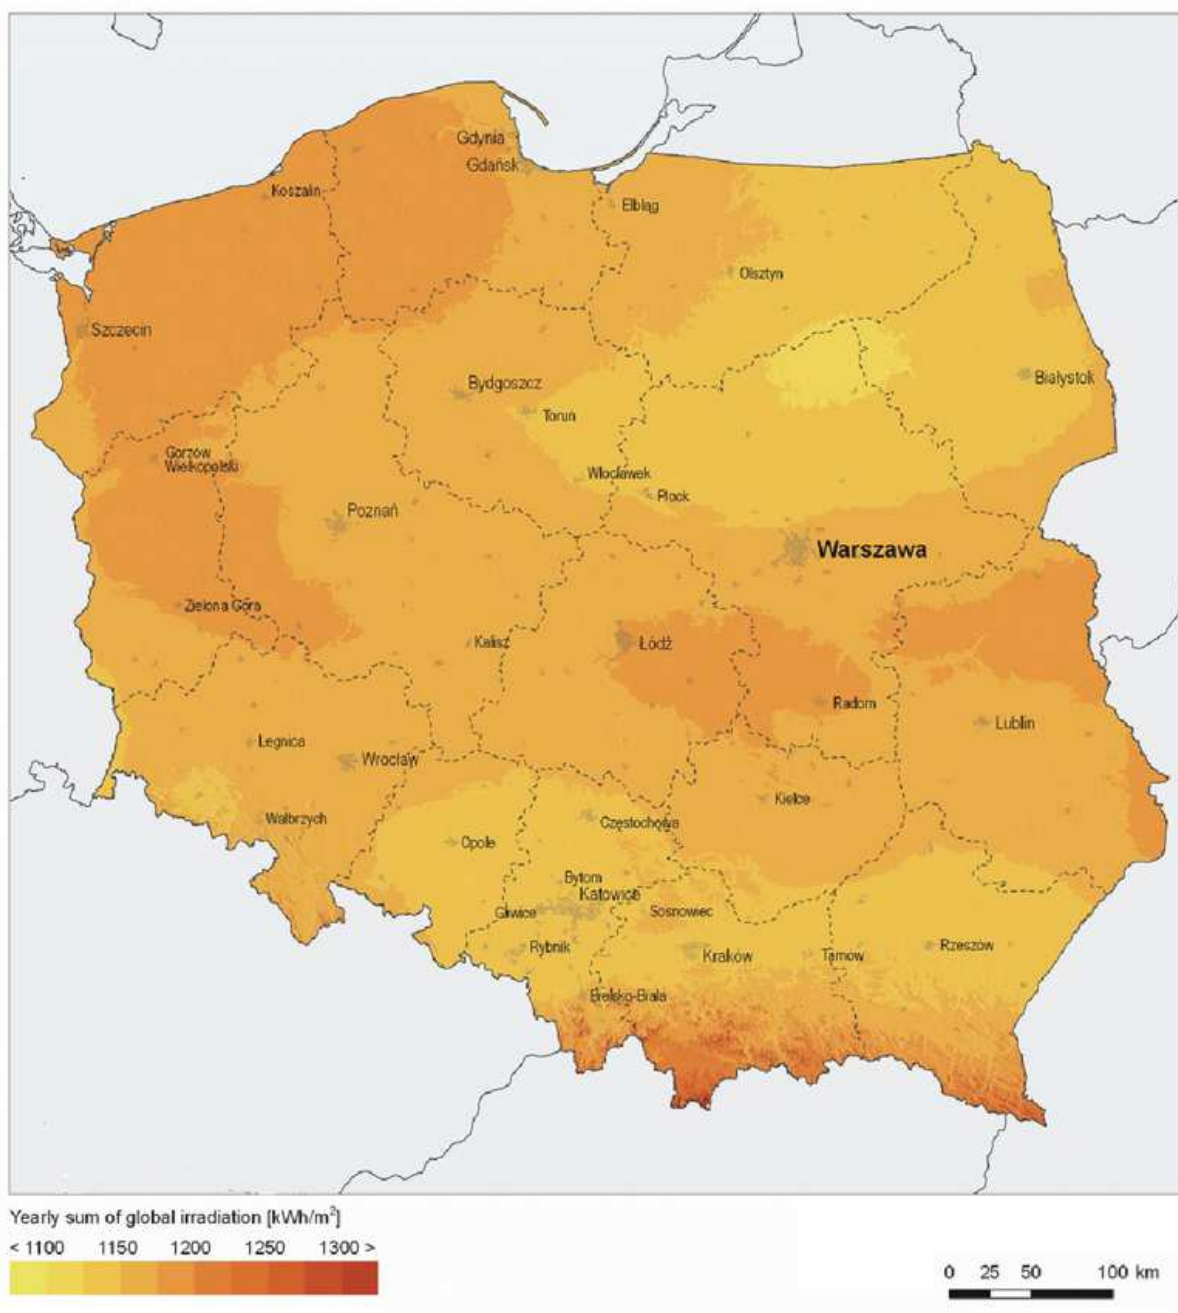 Gdynia
Gdańsk
Koszalin
Elbląg
Olsztyn
Szczecin
Białystok
Bydgoszcz
Toruń
Gorzów
Wielkopolski
Włocławek
Płock
Poznań
Warszawa
Zielona Góra
Kalisz
Łódź
Radom
Lublin
Legnica
Wrocław
Kielce
Wałbrzych
Częstochowa
Opole
Bytom
Katowice
Gliwice
Sosnowiec
Rybnik
Kraków
Tarnów
Rzeszów
Bielsko-Biala
Yearly sum of global irradiation [kWh/m²]
< 1100 1150 1200 1250 1300 >
0 25 50 100 km